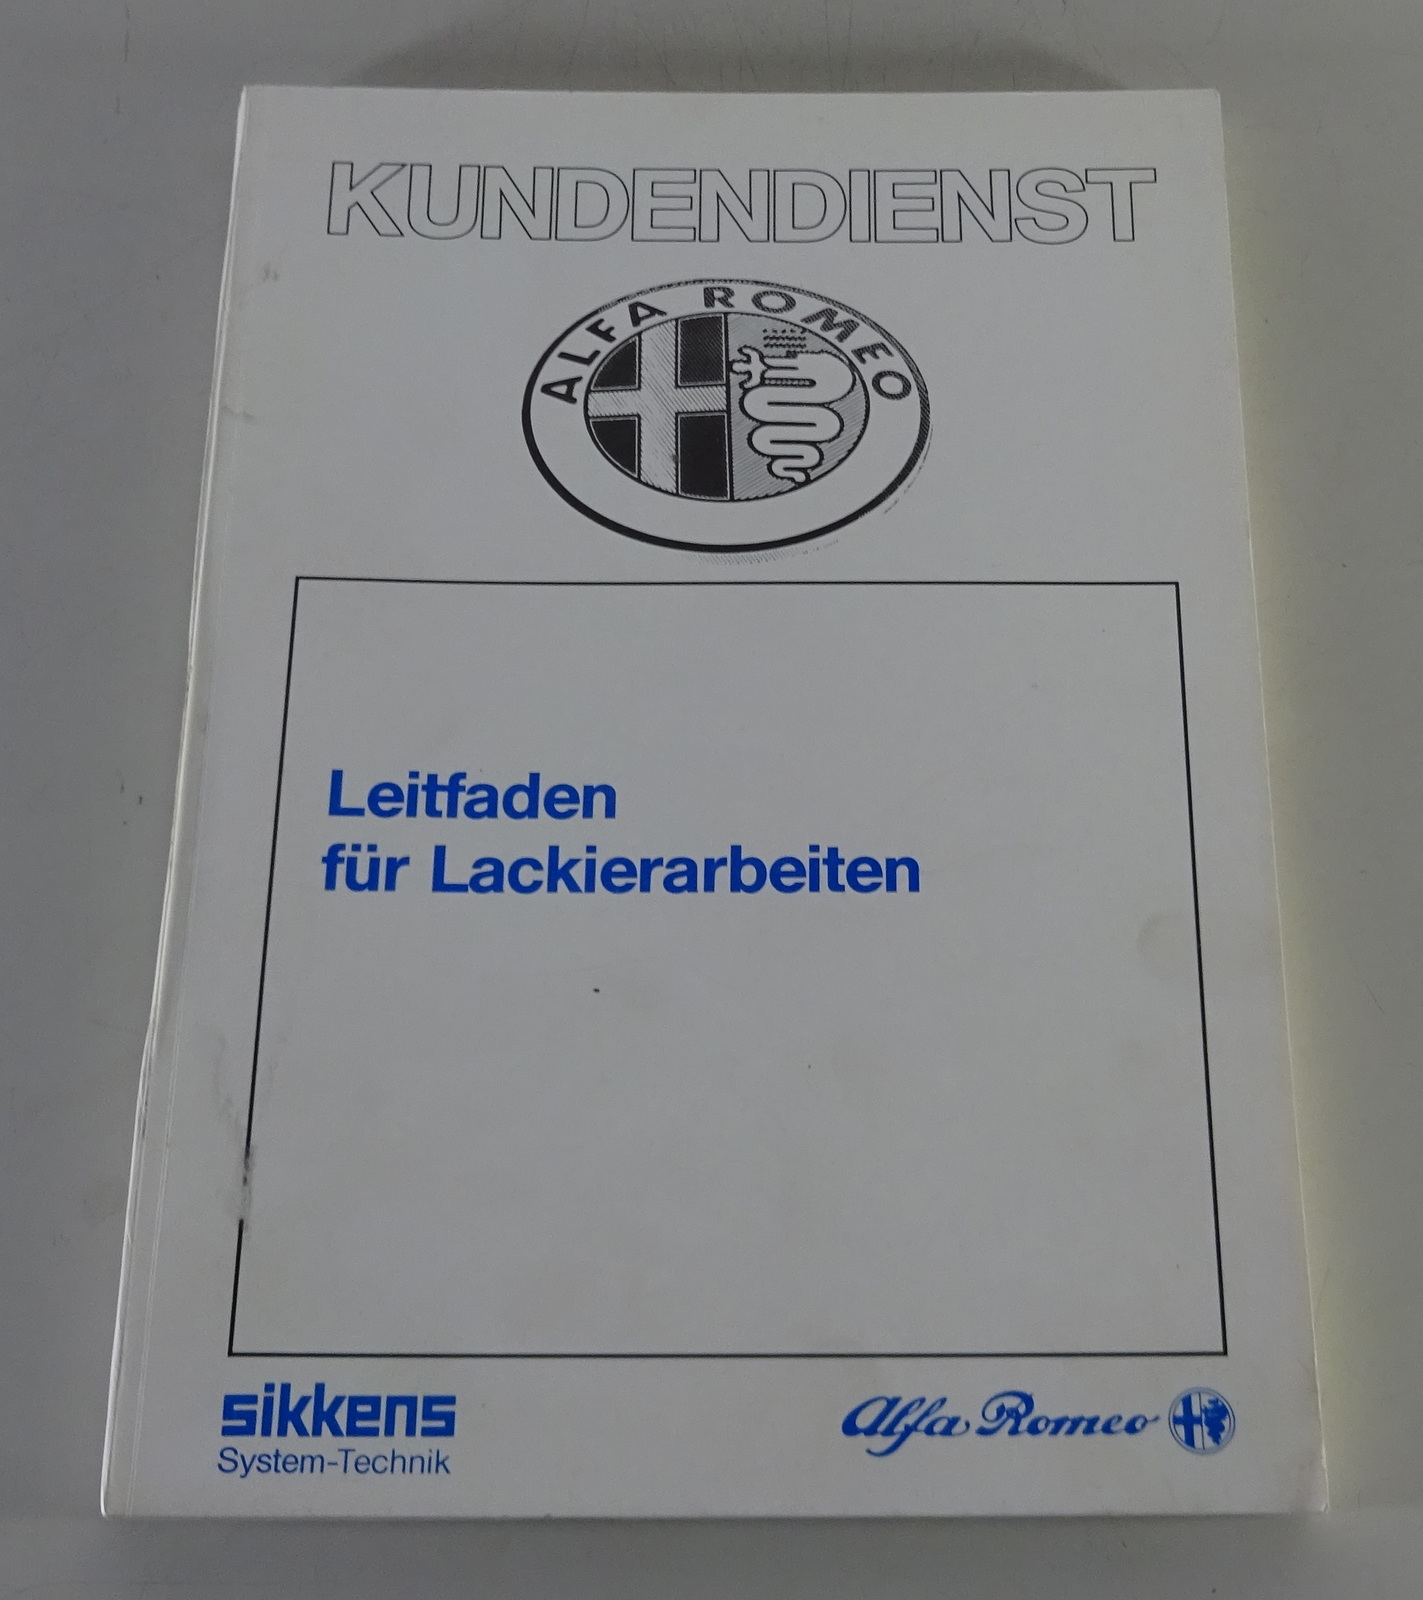 KUNDENDIENST
ALFA ROMEO
Leitfaden
für Lackierarbeiten
sikkens
System-Technik
Alfa Romeo